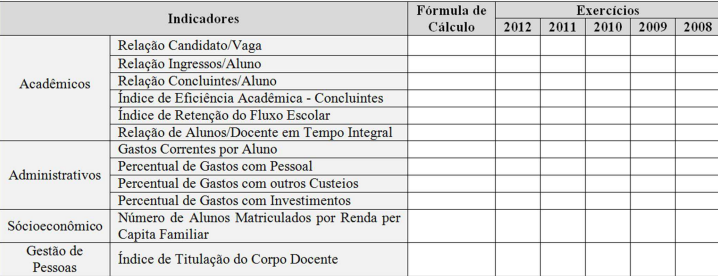 Indicadores
Fórmula de
Cálculo
Exercícios
2012 2011 2010 2009 2008
Acadêmicos
Relação Candidato/Vaga
Relação Ingressos/Aluno
Relação Concluintes/Aluno
Índice de Eficiência Acadêmica - Concluintes
Índice de Retenção do Fluxo Escolar
Relação de Alunos/Docente em Tempo Integral
Administrativos
Gastos Correntes por Aluno
Percentual de Gastos com Pessoal
Percentual de Gastos com outros Custeios
Percentual de Gastos com Investimentos
Sócioeconômico
Número de Alunos Matriculados por Renda per
Capita Familiar
Gestão de
Pessoas
Índice de Titulação do Corpo Docente